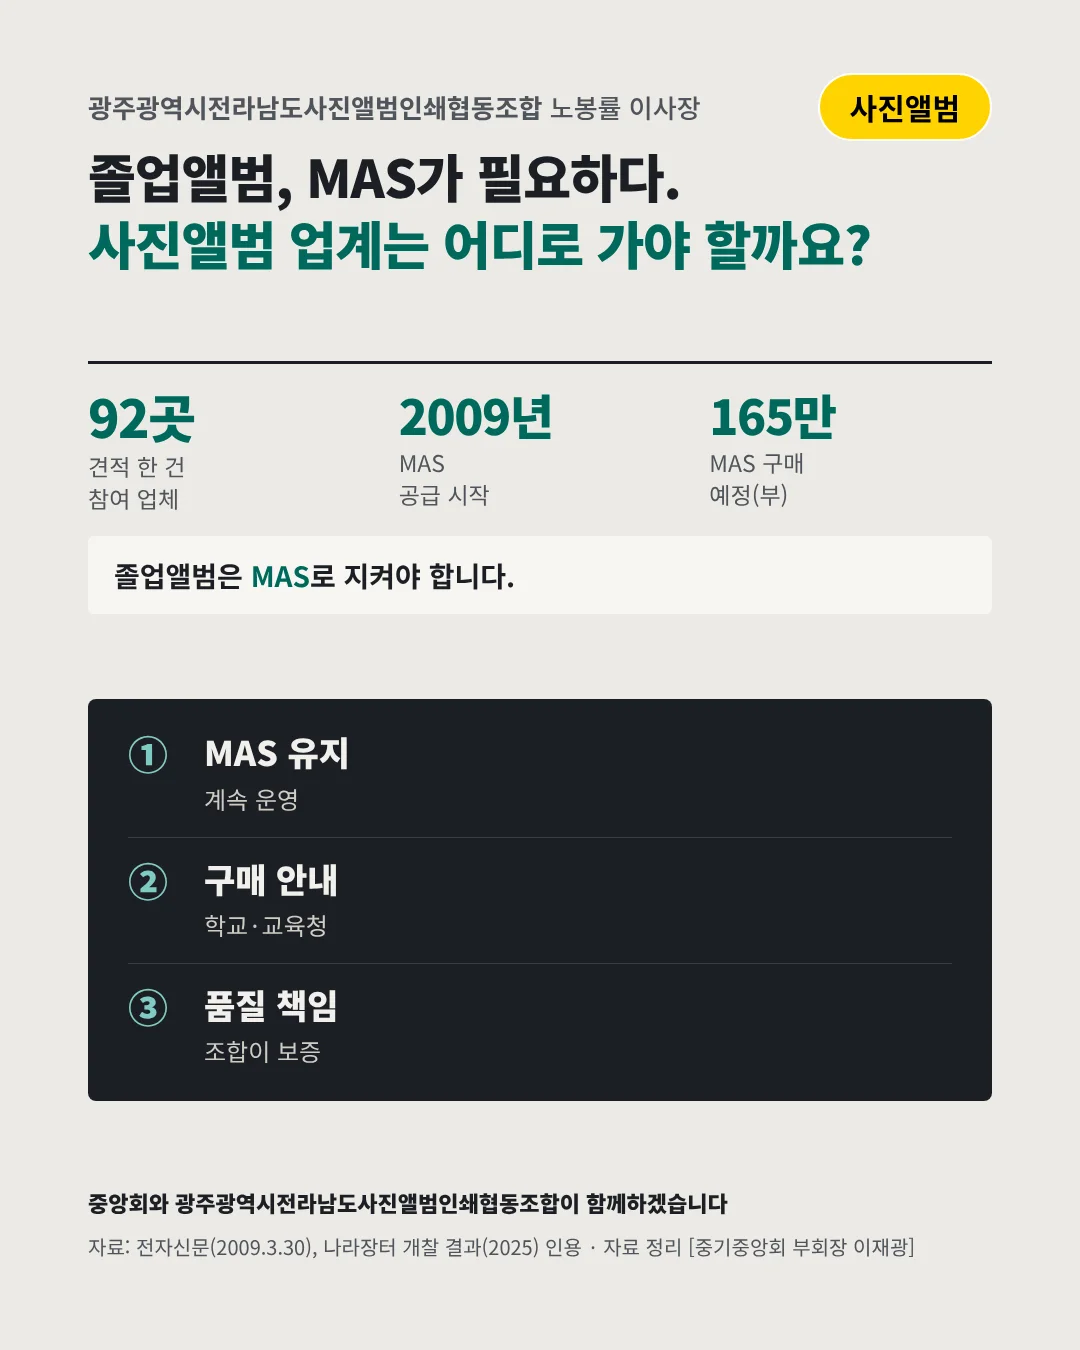 광주광역시전라남도사진앨범인쇄협동조합 노봉률 이사장
사진앨범
졸업앨범, MAS가 필요하다.
사진앨범 업계는 어디로 가야 할까요?
92곳
견적 한 건
참여 업체
2009년
MAS
공급 시작
165만
MAS 구매
예정(부)
졸업앨범은 MAS로 지켜야 합니다.
① MAS 유지
계속 운영
② 구매 안내
학교·교육청
③ 품질 책임
조합이 보증
중앙회와 광주광역시전라남도사진앨범인쇄협동조합이 함께하겠습니다
자료: 전자신문(2009.3.30), 나라장터 개찰 결과(2025) 인용 · 자료 정리 [중기중앙회 부회장 이재광]